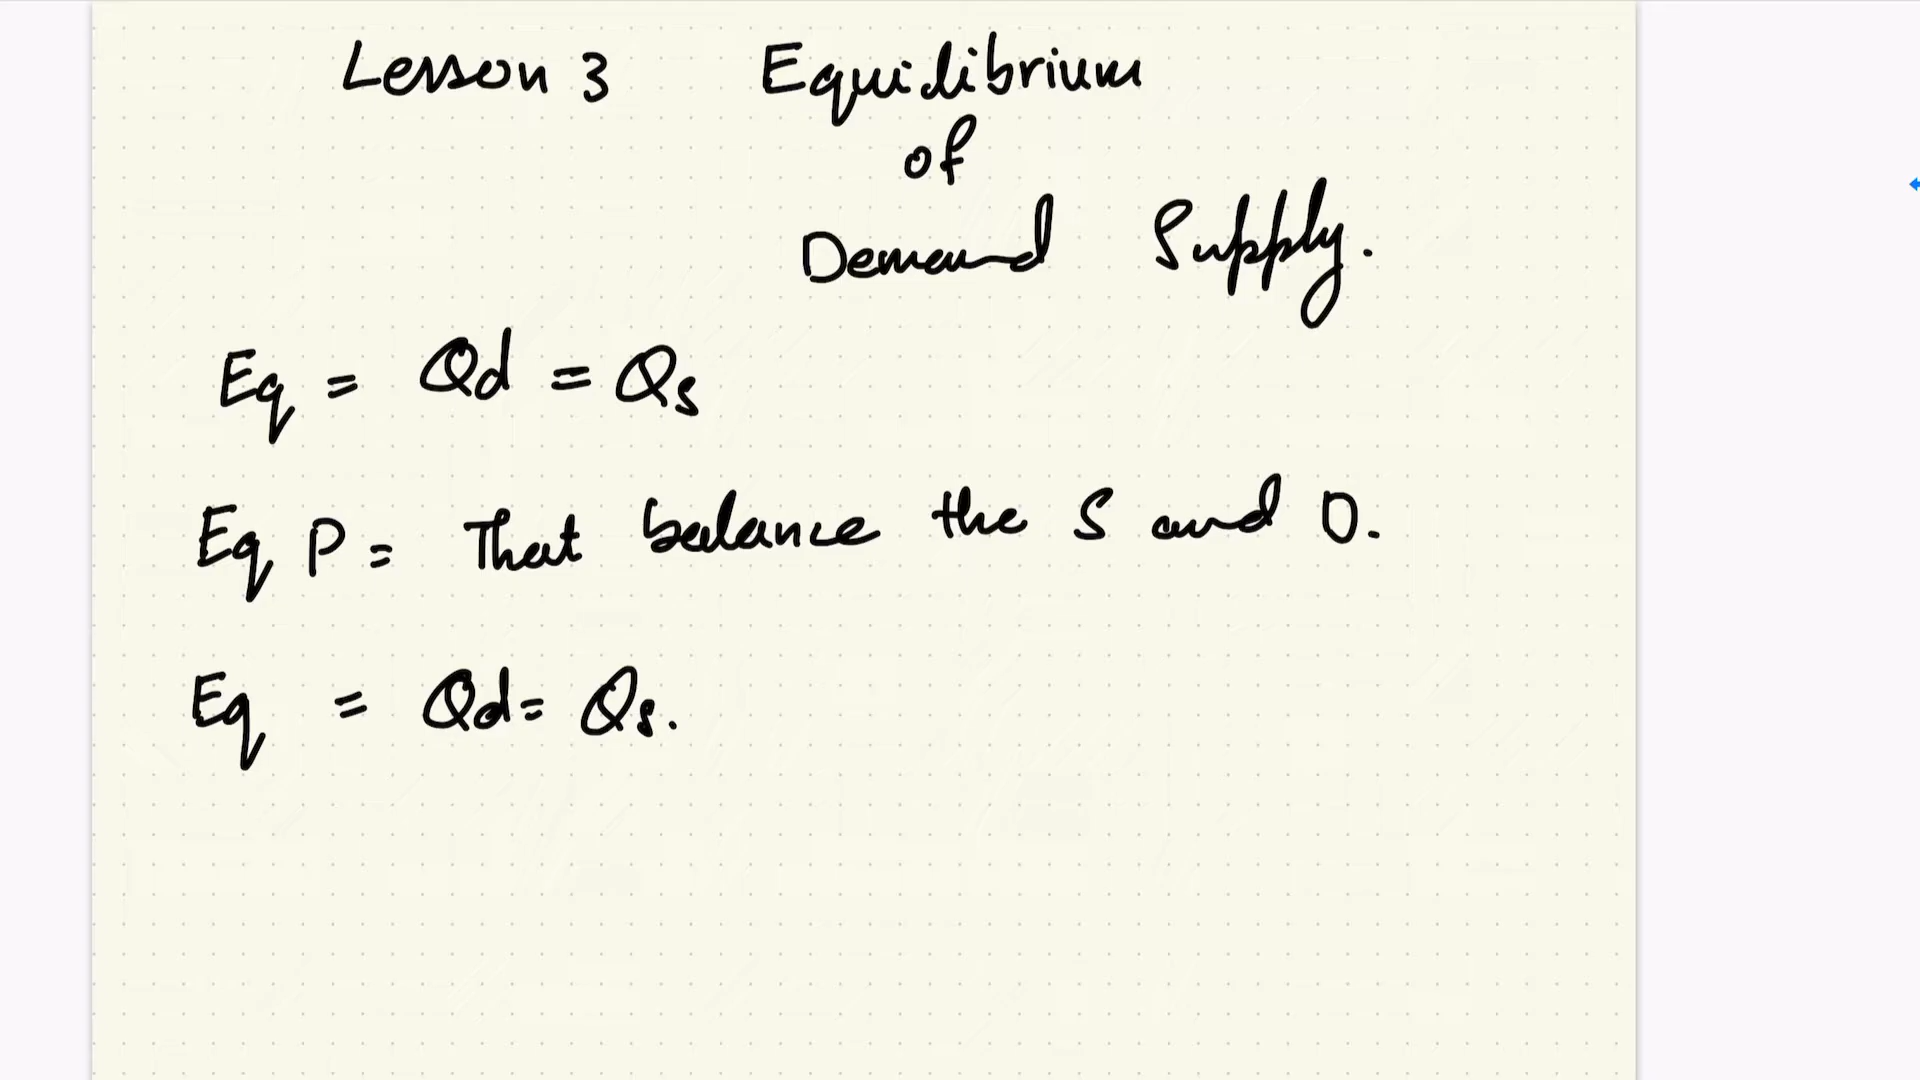 Lesson 3 Equilibrium
of
Demand Supply.
Eq = Qd = Qs
Eq P = That balance the S and D.
Eq = Qd = Qs.